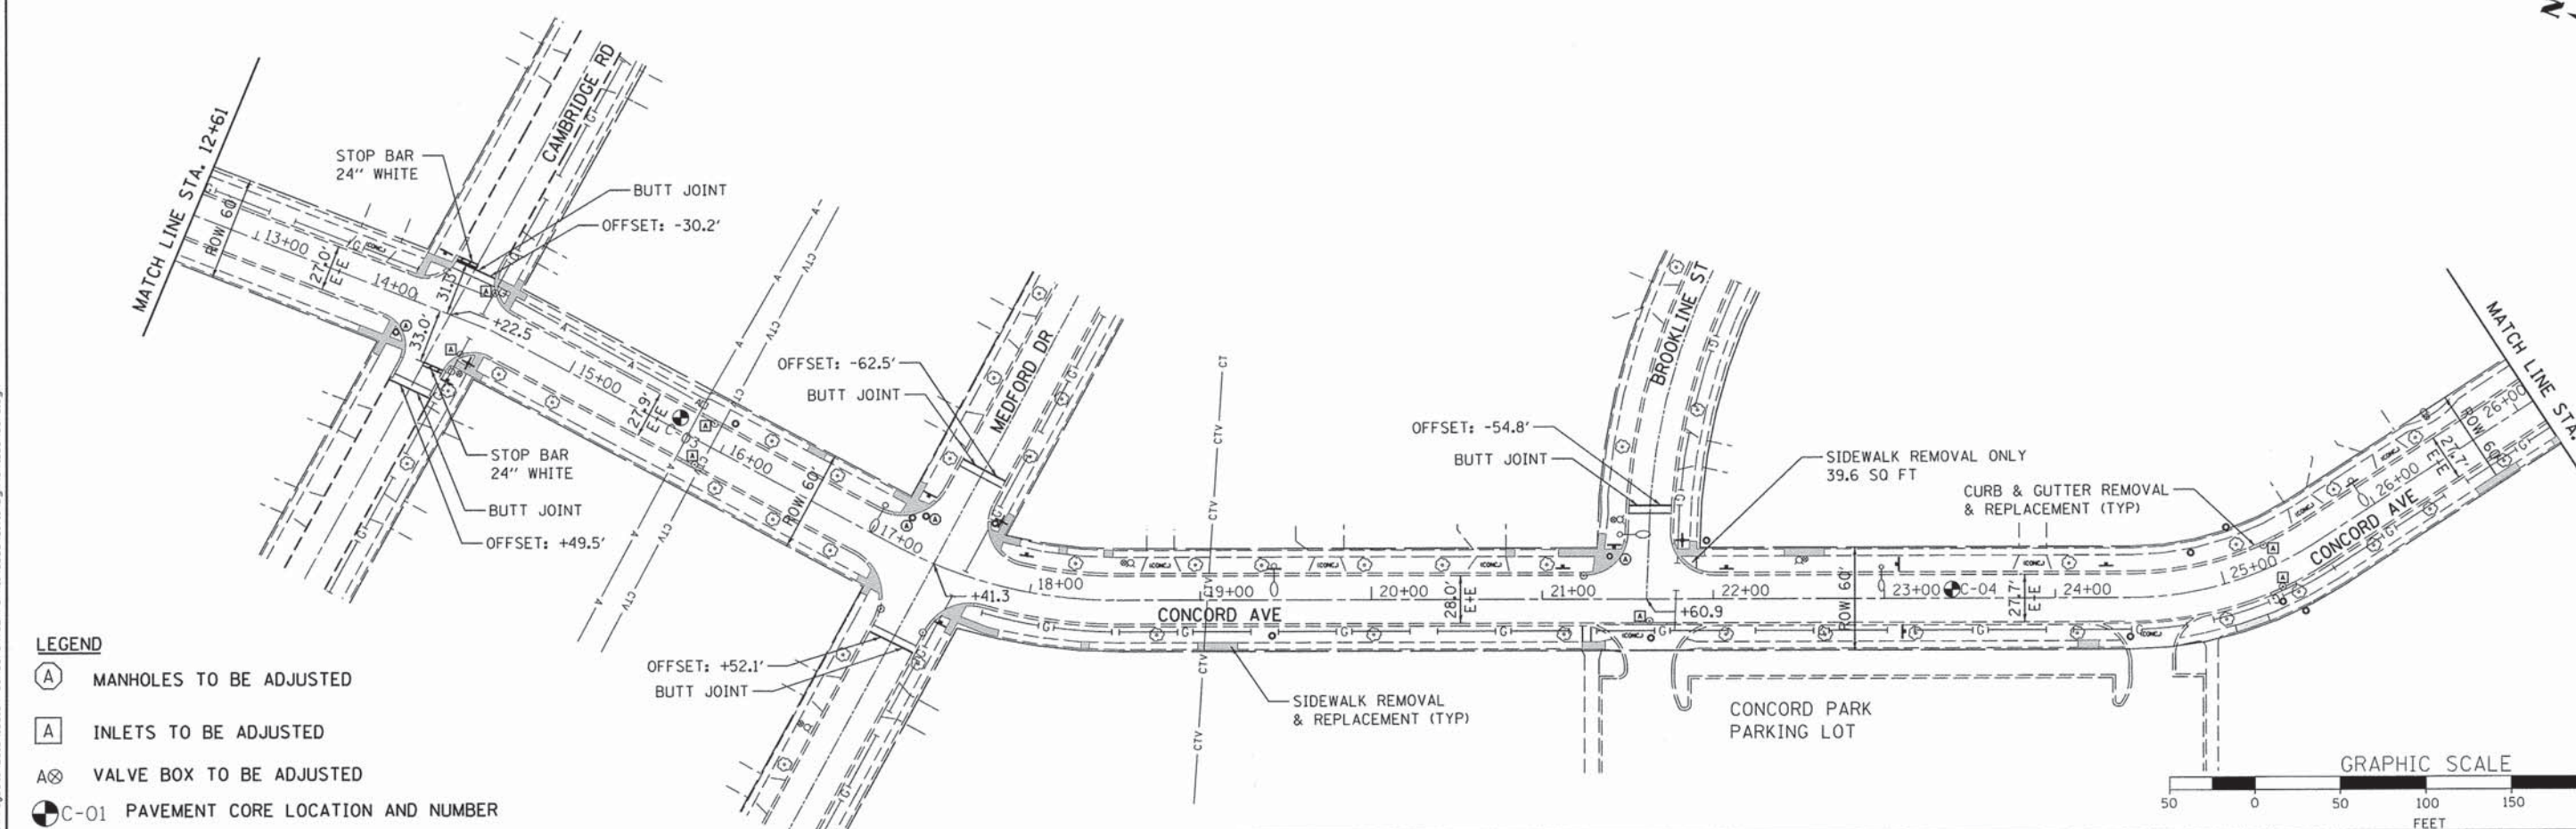 N
CAMBRIDGE RD
MATCH LINE STA. 12+61
STOP BAR
24" WHITE
BUTT JOINT
OFFSET: -30.2'
ROW 60'
13+00
27.0'
E-E
14+00
31.3'
33.0'
+22.5
15+00
27.9'
E-E
C-03
16+00
ROW 60'
17+00
STOP BAR
24" WHITE
BUTT JOINT
OFFSET: +49.5'
OFFSET: -62.5'
BUTT JOINT
MEDFORD DR
+41.3
18+00
OFFSET: +52.1'
BUTT JOINT
CTV
19+00
CONCORD AVE
20+00
28.0'
E-E
21+00
SIDEWALK REMOVAL
& REPLACEMENT (TYP)
OFFSET: -54.8'
BUTT JOINT
BROOKLINE ST
+60.9
22+00
SIDEWALK REMOVAL ONLY
39.6 SQ FT
CURB & GUTTER REMOVAL
& REPLACEMENT (TYP)
ROW 60'
23+00
C-04
27.7'
E-E
24+00
25+00
CONCORD AVE
26+00
27.7'
E-E
ROW 60'
26+00
MATCH LINE STA.
CONCORD PARK
PARKING LOT
LEGEND
A MANHOLES TO BE ADJUSTED
A INLETS TO BE ADJUSTED
A⊗ VALVE BOX TO BE ADJUSTED
C-01 PAVEMENT CORE LOCATION AND NUMBER
GRAPHIC SCALE
50 0 50 100 150
FEET